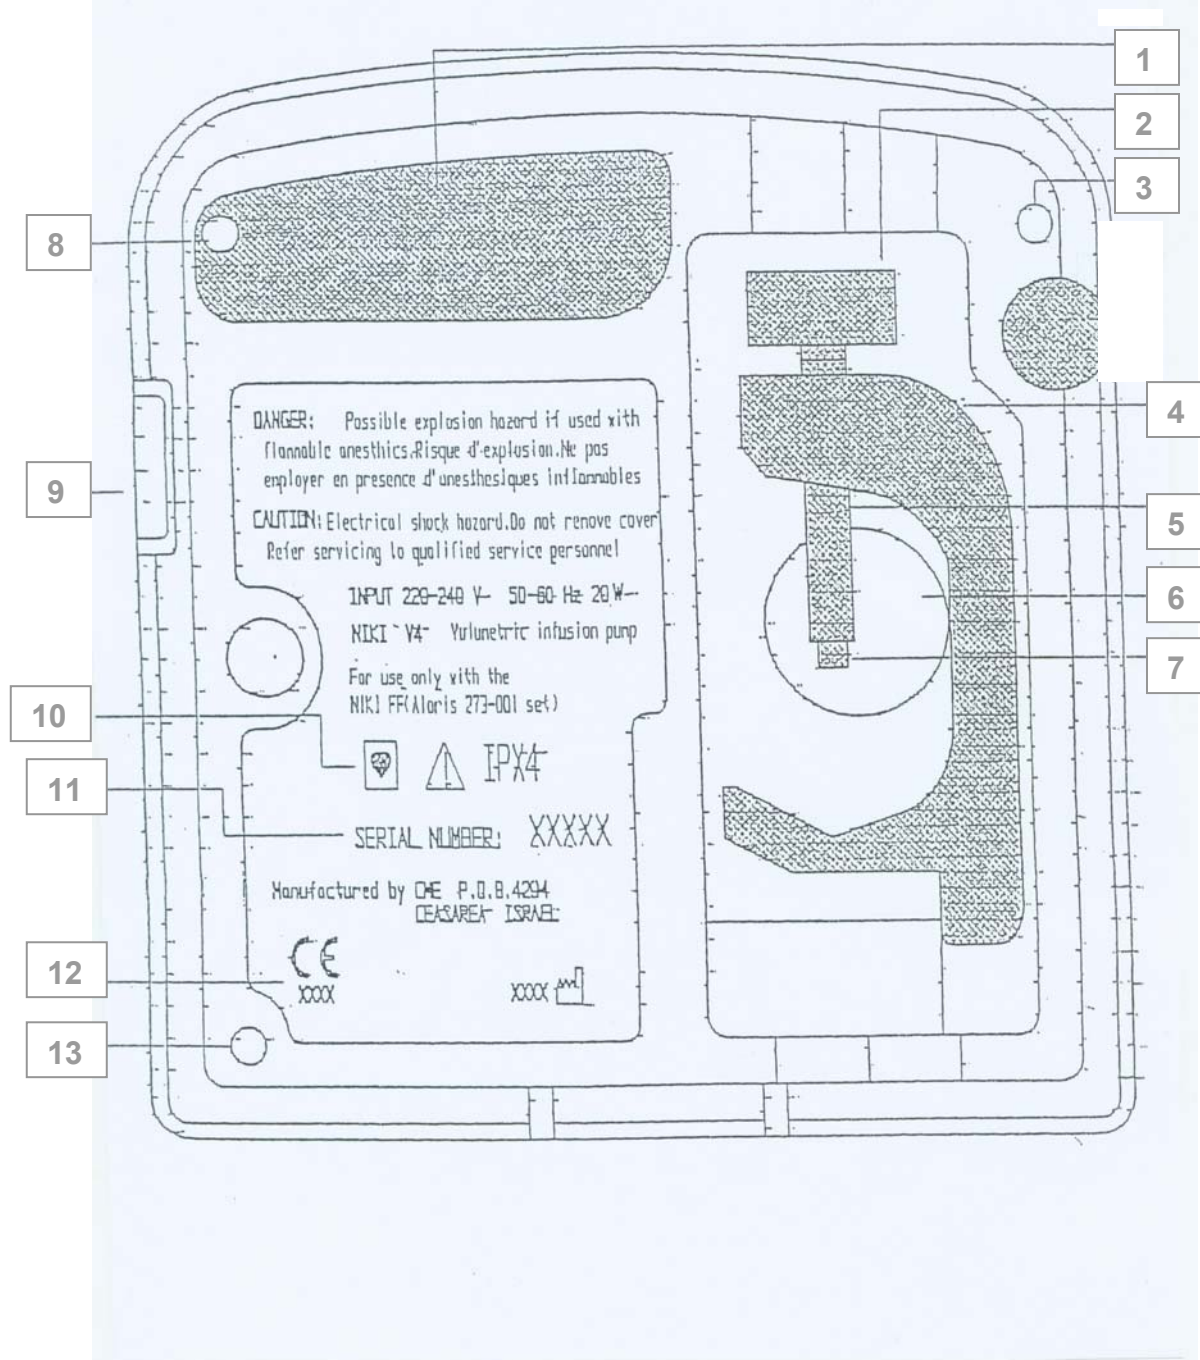 1
2
3
8
DANGER: Possible explosion hazard if used with
flammable anesthics.Risque d'explosion.Ne pas
employer en presence d'anesthesiques inflammables
4
9
CAUTION: Electrical shock hazard.Do not remove cover
Refer servicing to qualified service personnel
5
INPUT 220-240 V~ 50-60 Hz 20 W
6
NIKI V4 Volumetric infusion pump
7
For use only with the
NIKI FF(Alaris 273-001 set)
10
IPX4
11
SERIAL NUMBER: XXXXX
Manufactured by CME P.O.B.4294
CEASAREA ISRAEL
12
CE
XXXX
XXXX
13